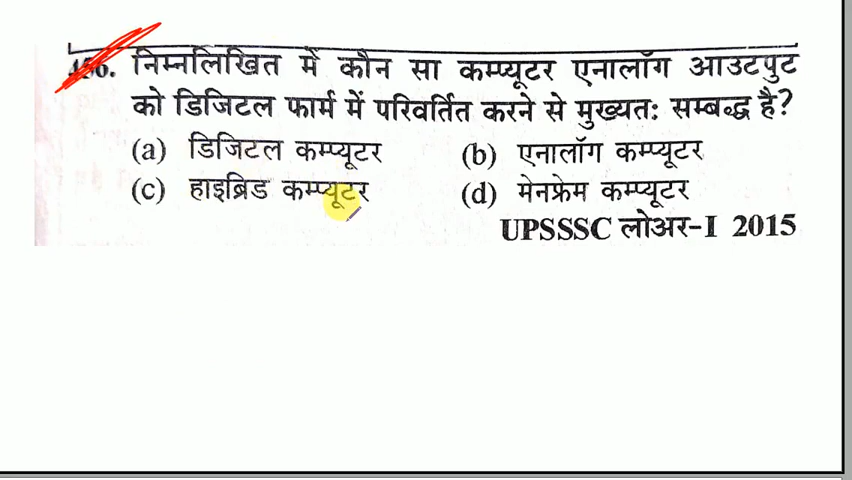 निम्नलिखित में कौन सा कम्प्यूटर एनालॉग आउटपुट
को डिजिटल फार्म में परिवर्तित करने से मुख्यतः सम्बद्ध है?
(a) डिजिटल कम्प्यूटर (b) एनालॉग कम्प्यूटर
(c) हाइब्रिड कम्प्यूटर (d) मेनफ्रेम कम्प्यूटर
UPSSSC लोअर-I 2015